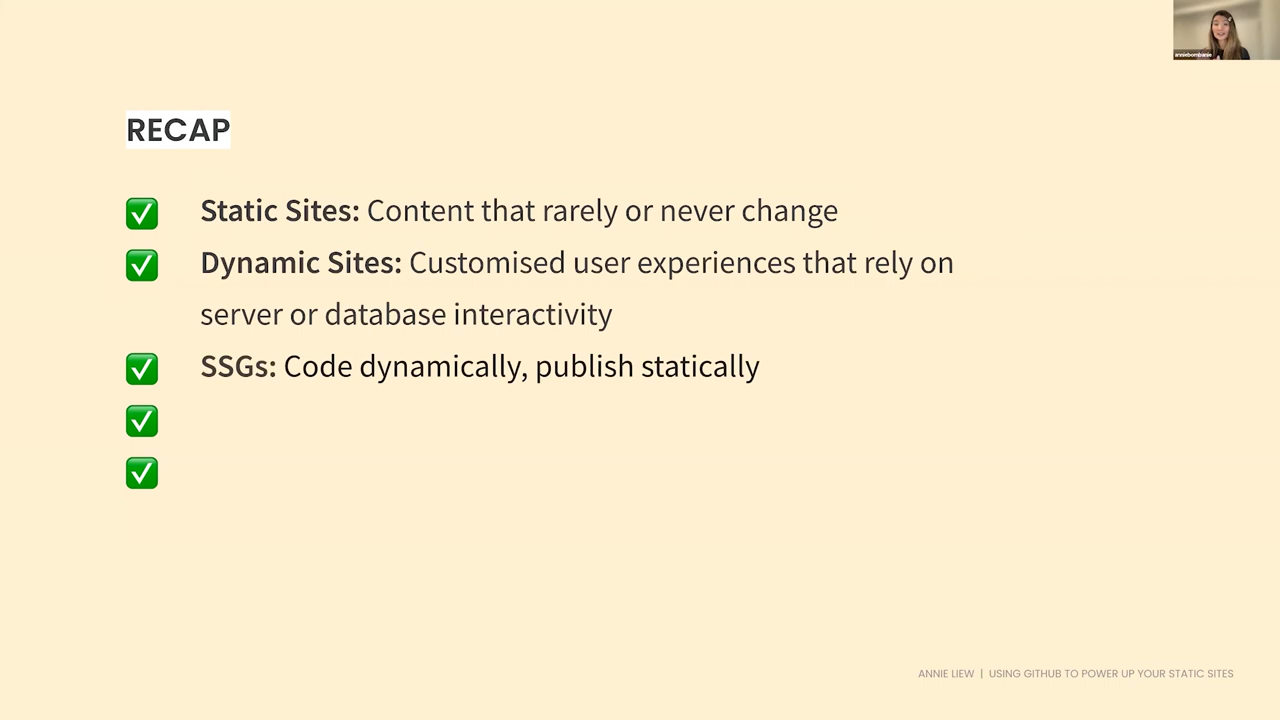 anniebombanie
RECAP
✅ Static Sites: Content that rarely or never change
✅ Dynamic Sites: Customised user experiences that rely on
server or database interactivity
✅ SSGs: Code dynamically, publish statically
✅
✅
ANNIE LIEW | USING GITHUB TO POWER UP YOUR STATIC SITES